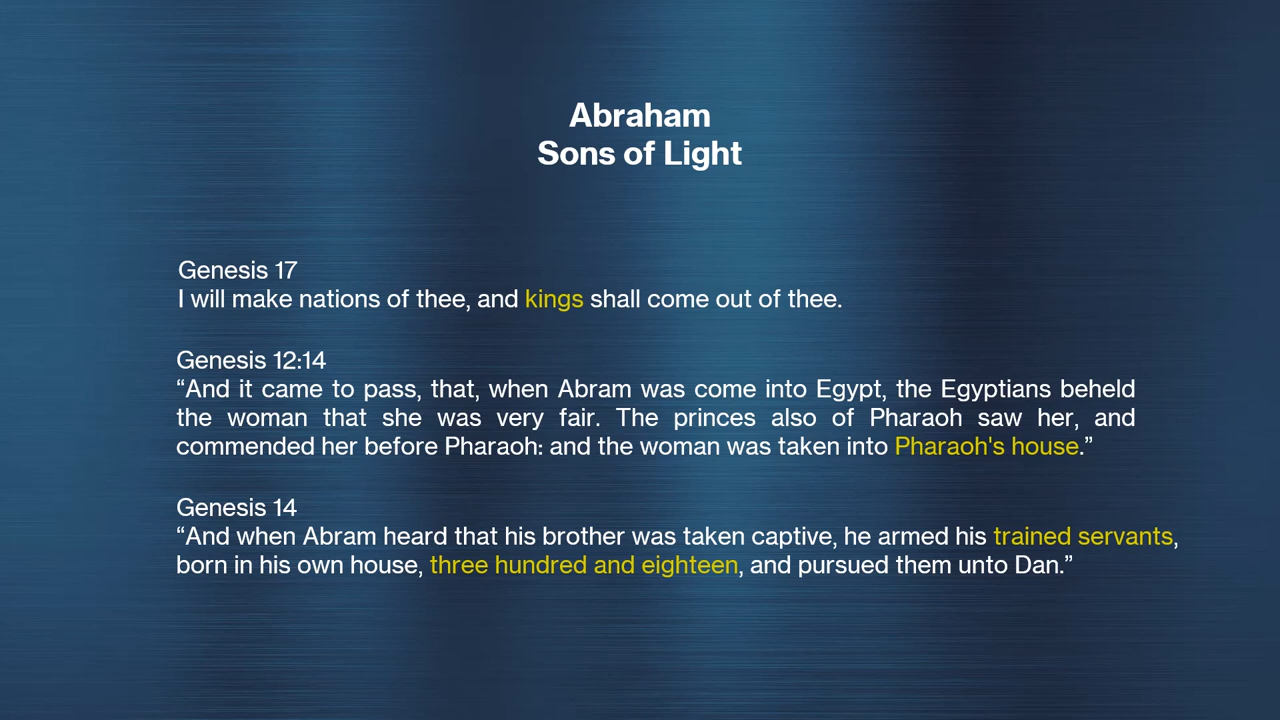 Abraham
Sons of Light
Genesis 17
I will make nations of thee, and kings shall come out of thee.
Genesis 12:14
“And it came to pass, that, when Abram was come into Egypt, the Egyptians beheld
the woman that she was very fair. The princes also of Pharaoh saw her, and
commended her before Pharaoh: and the woman was taken into Pharaoh's house.”
Genesis 14
“And when Abram heard that his brother was taken captive, he armed his trained servants,
born in his own house, three hundred and eighteen, and pursued them unto Dan.”